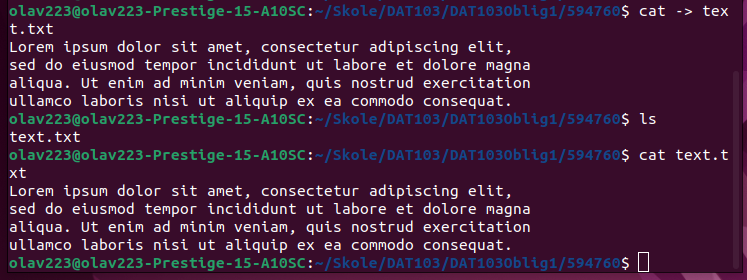 olav223@olav223-Prestige-15-A10SC:~/Skole/DAT103/DAT103Oblig1/594760$ cat -> tex
t.txt
Lorem ipsum dolor sit amet, consectetur adipiscing elit,
sed do eiusmod tempor incididunt ut labore et dolore magna
aliqua. Ut enim ad minim veniam, quis nostrud exercitation
ullamco laboris nisi ut aliquip ex ea commodo consequat.
olav223@olav223-Prestige-15-A10SC:~/Skole/DAT103/DAT103Oblig1/594760$ ls
text.txt
olav223@olav223-Prestige-15-A10SC:~/Skole/DAT103/DAT103Oblig1/594760$ cat text.t
xt
Lorem ipsum dolor sit amet, consectetur adipiscing elit,
sed do eiusmod tempor incididunt ut labore et dolore magna
aliqua. Ut enim ad minim veniam, quis nostrud exercitation
ullamco laboris nisi ut aliquip ex ea commodo consequat.
olav223@olav223-Prestige-15-A10SC:~/Skole/DAT103/DAT103Oblig1/594760$